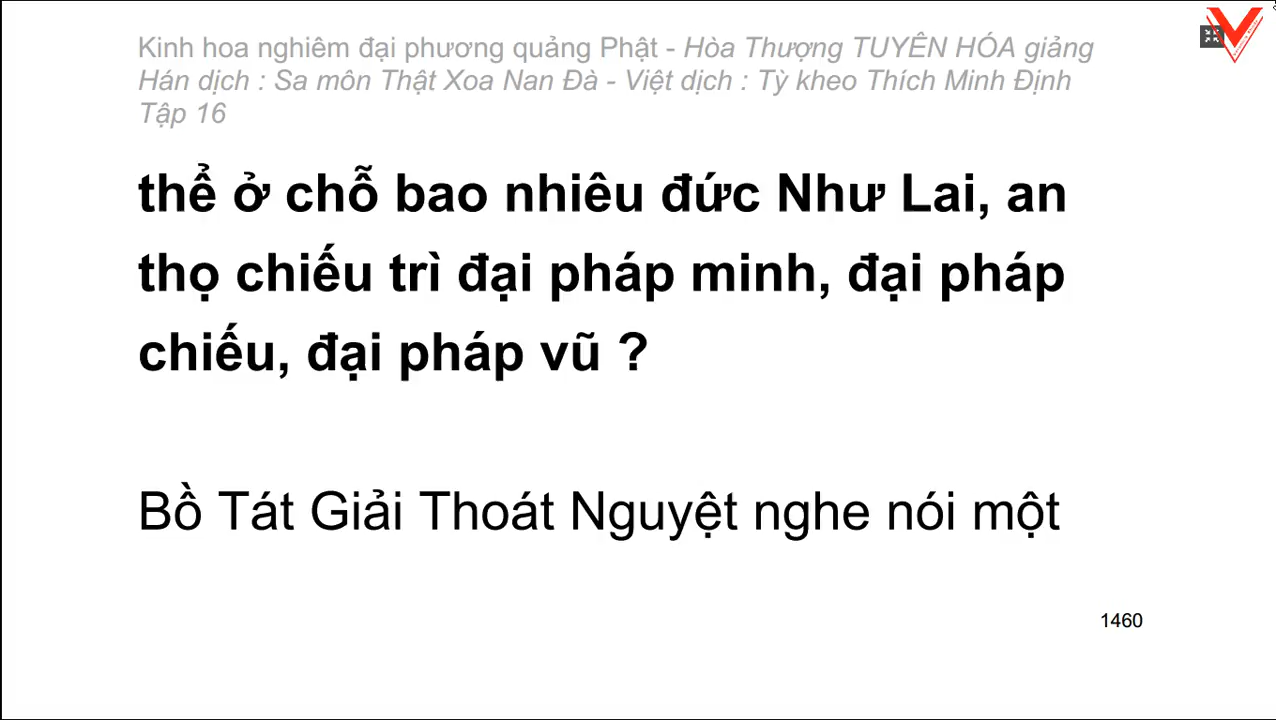 Kinh hoa nghiêm đại phương quảng Phật - Hòa Thượng TUYÊN HÓA giảng
Hán dịch : Sa môn Thật Xoa Nan Đà - Việt dịch : Tỳ kheo Thích Minh Định
Tập 16
thể ở chỗ bao nhiêu đức Như Lai, an
thọ chiếu trì đại pháp minh, đại pháp
chiếu, đại pháp vũ ?
Bồ Tát Giải Thoát Nguyệt nghe nói một
1460